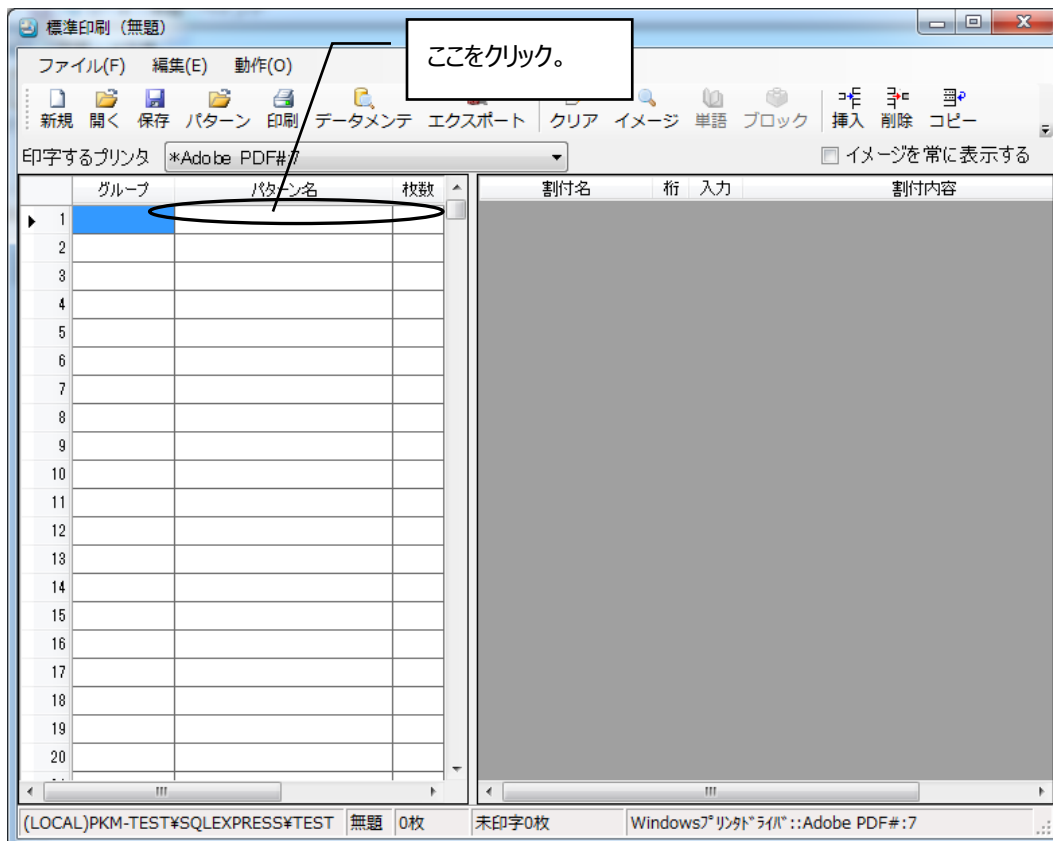 標準印刷（無題）
ここをクリック。
ファイル(F) 編集(E) 動作(O)
新規 開く 保存 パターン 印刷 データメンテ エクスポート クリア イメージ 単語 ブロック 挿入 削除 コピー
印字するプリンタ *Adobe PDF#:7 イメージを常に表示する
グループ パターン名 枚数 割付名 桁 入力 割付内容
1
2
3
4
5
6
7
8
9
10
11
12
13
14
15
16
17
18
19
20
(LOCAL)PKM-TEST¥SQLEXPRESS¥TEST 無題 0枚 未印字0枚 Windowsﾌﾟﾘﾝﾀﾄﾞﾗｲﾊﾞ::Adobe PDF#:7